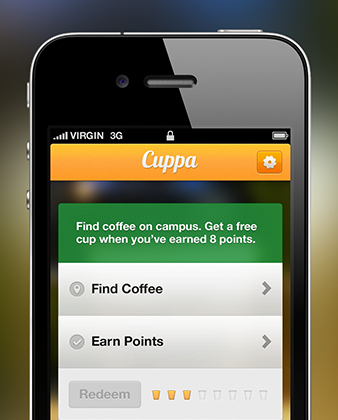 VIRGIN 3G
Cuppa
Find coffee on campus. Get a free
cup when you've earned 8 points.
Find Coffee
Earn Points
Redeem